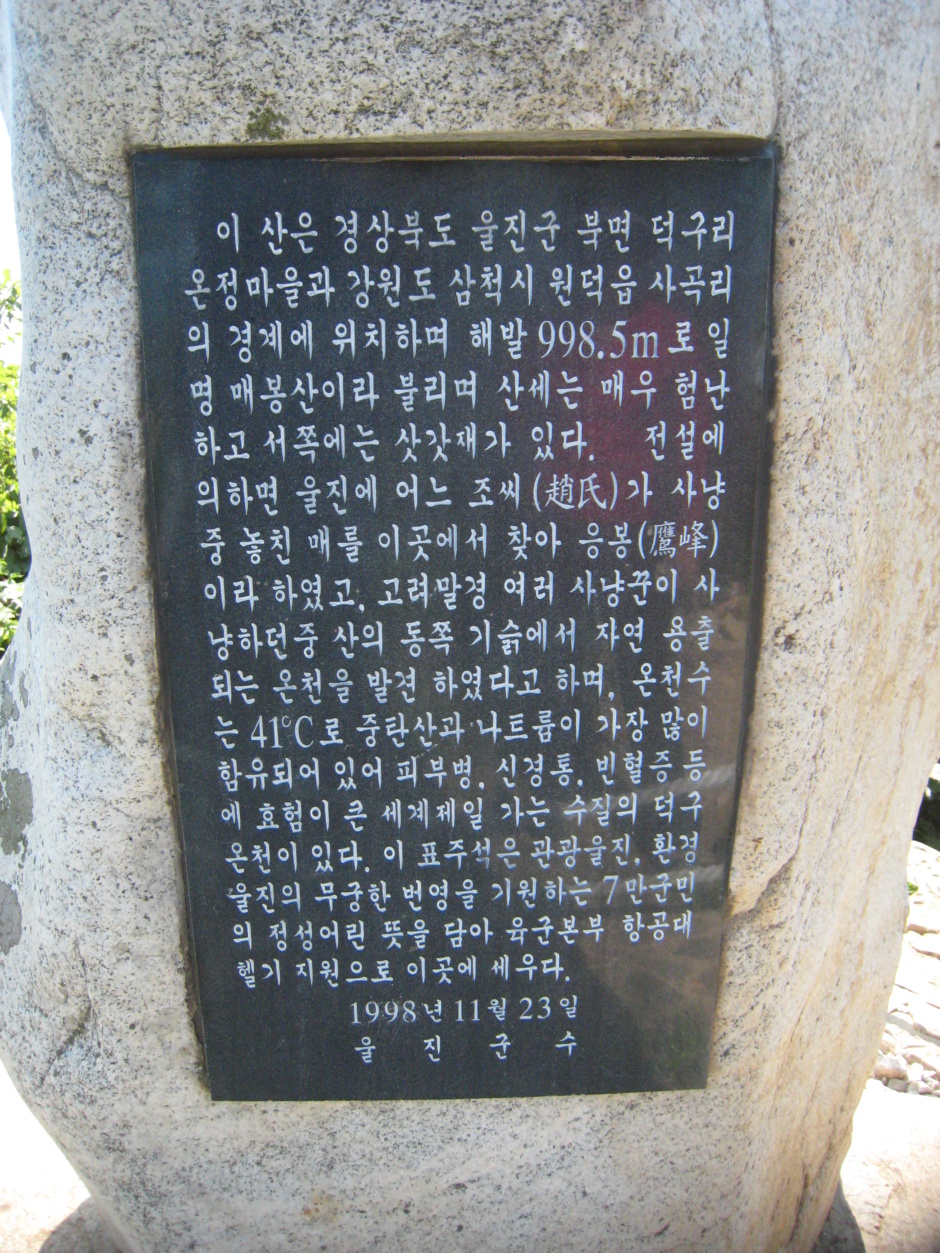 이 산은 경상북도 울진군 북면 덕구리
온정마을과 강원도 삼척시 원덕읍 사곡리
의 경계에 위치하며 해발 998.5m로 일
명 매봉산이라 불리며 산세는 매우 험난
하고 서쪽에는 삿갓재가 있다. 전설에
의하면 울진에 어느 조씨(趙氏)가 사냥
중 놓친 매를 이곳에서 찾아 응봉(鷹峰)
이라 하였고, 고려말경 여러 사냥꾼이 사
냥하던중 산의 동쪽 기슭에서 자연 용출
되는 온천을 발견 하였다고 하며, 온천수
는 41℃로 중탄산과 나트륨이 가장 많이
함유되어 있어 피부병, 신경통, 빈혈증 등
에 효험이 큰 세계제일 가는 수질의 덕구
온천이 있다. 이 표주석은 관광울진, 환경
울진의 무궁한 번영을 기원하는 7만군민
의 정성어린 뜻을 담아 육군본부 항공대
헬기 지원으로 이곳에 세우다.
1998년 11월 23일
울 진 군 수